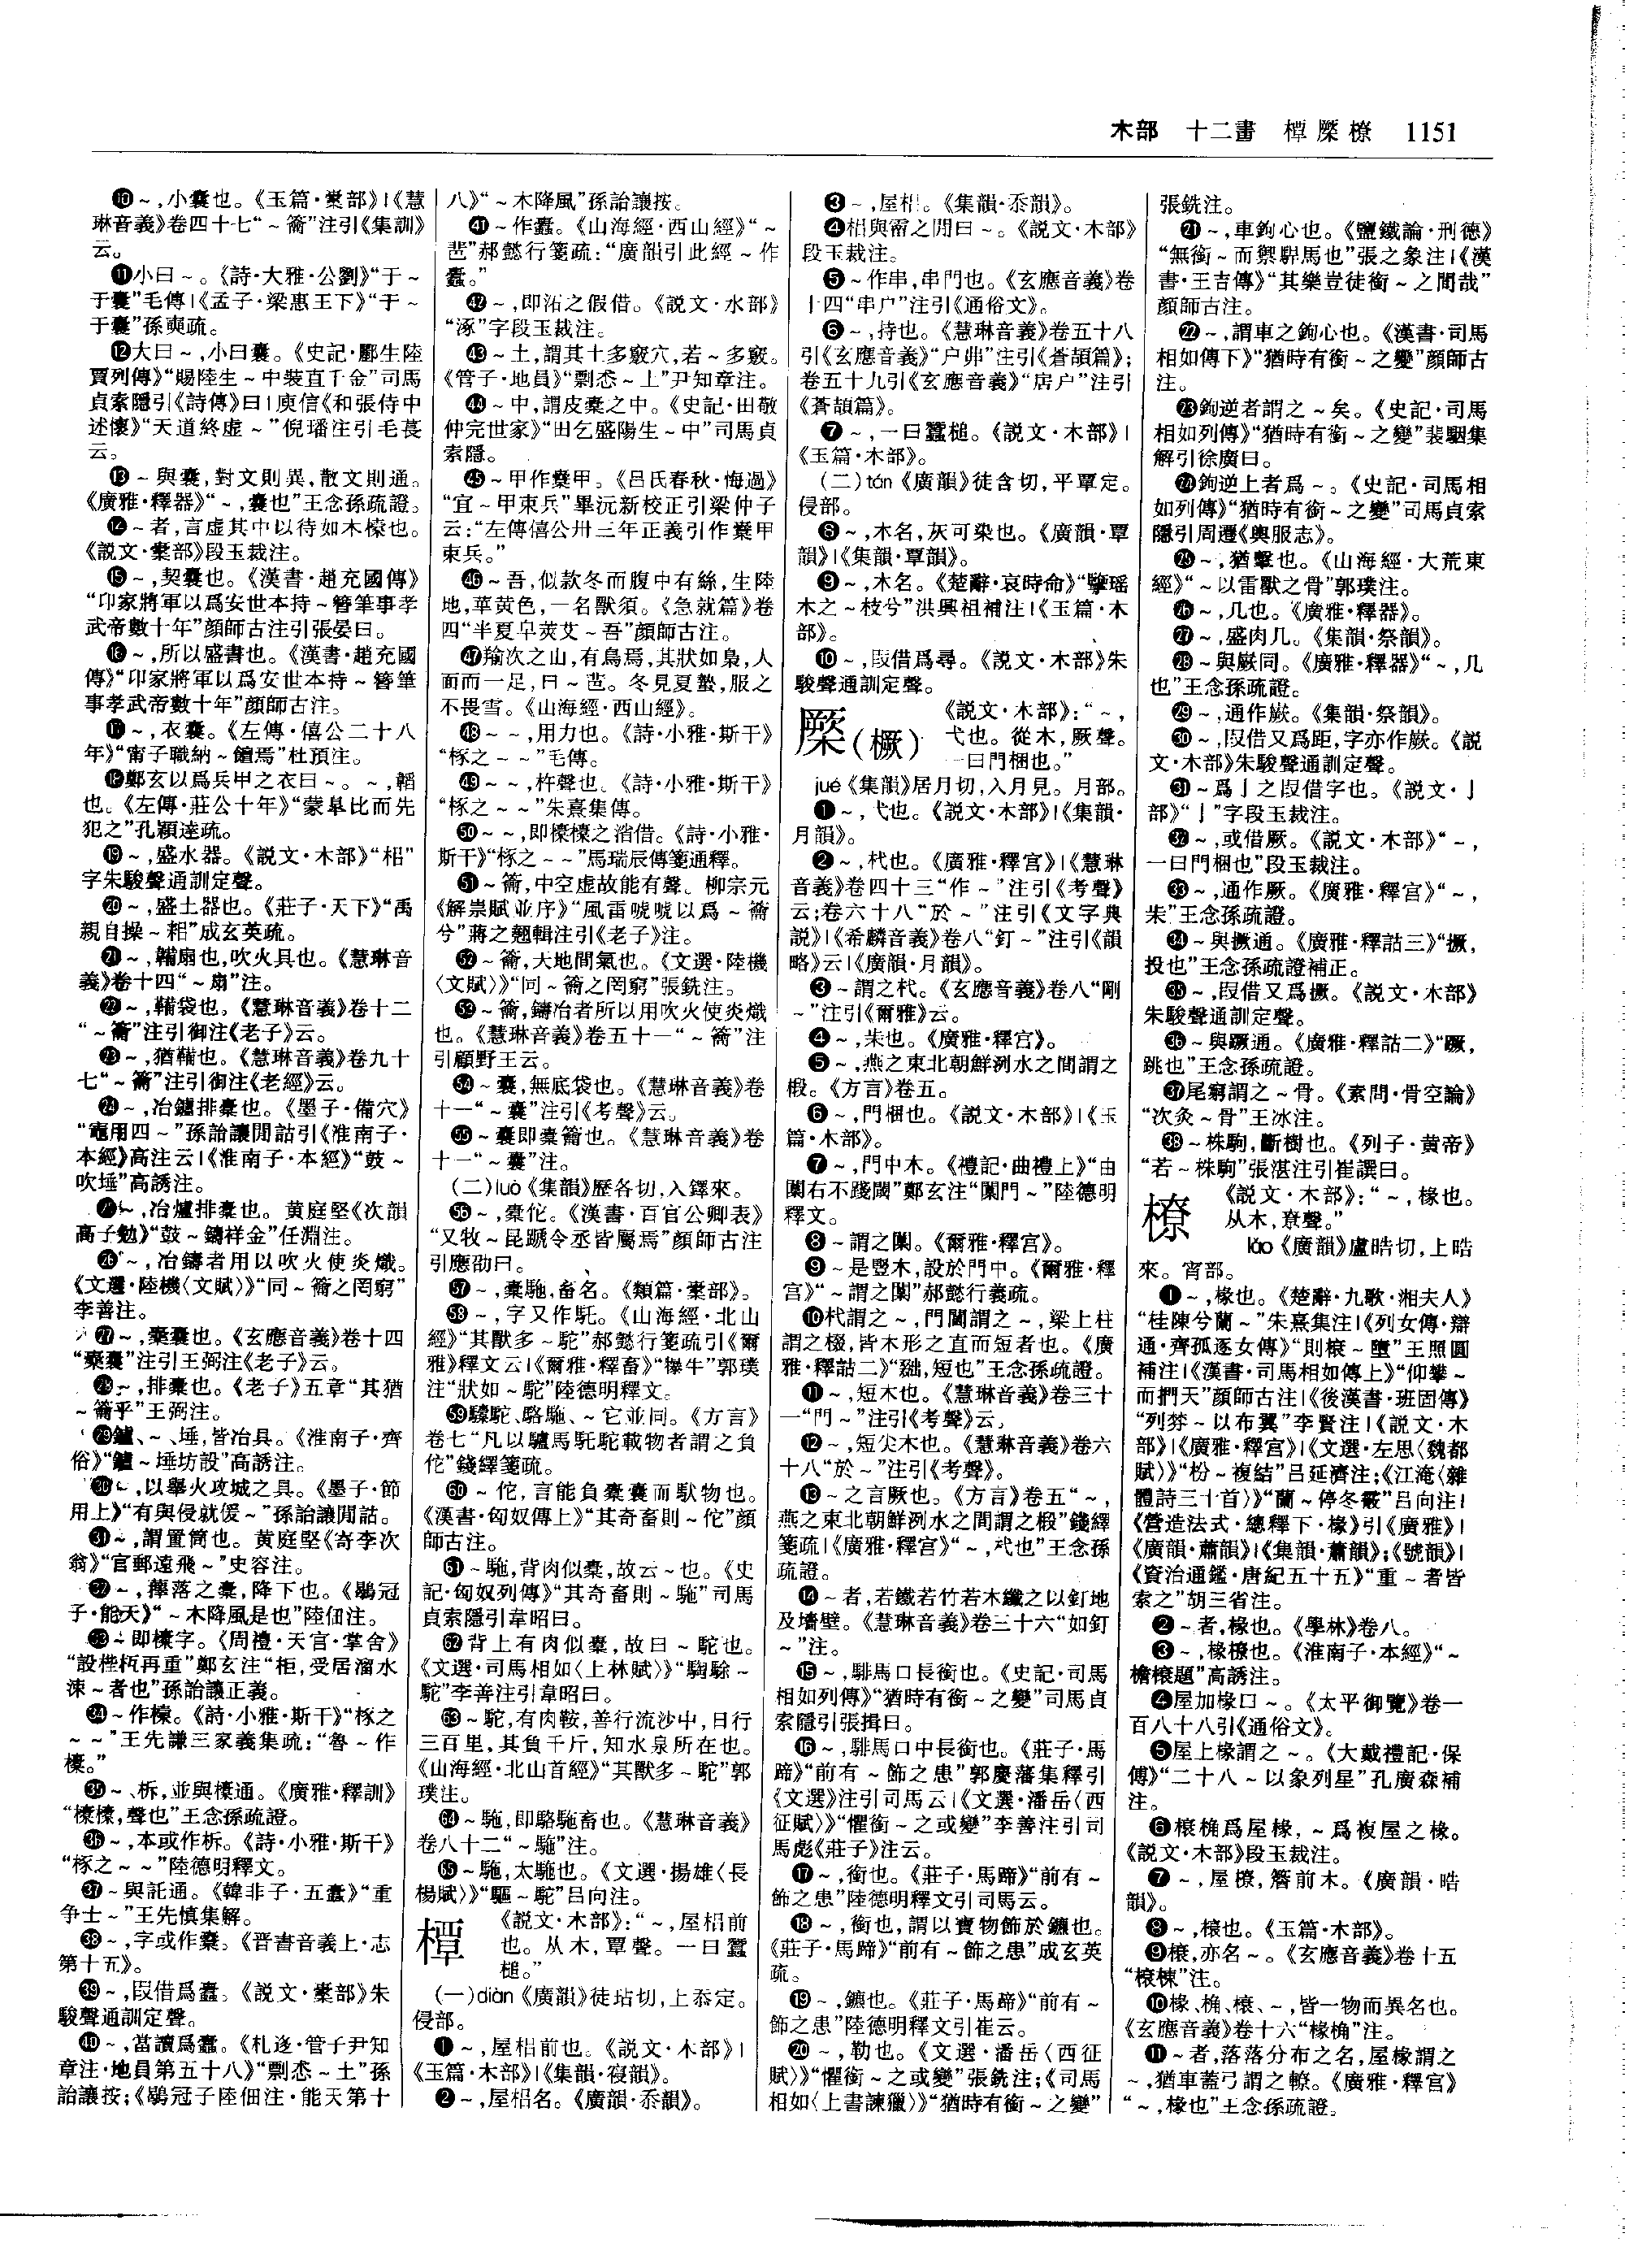 木部　十二畫　樿橜橑　1151
❿～，小囊也。《玉篇·㯻部》|《慧
琳音義》卷四十七“～籥”注引《集訓》
云。
⓫小曰～。《詩·大雅·公劉》“于～
于囊”毛傳|《孟子·梁惠王下》“于～
于囊”孫奭疏。
⓬大曰～，小曰囊。《史記·酈生陸
賈列傳》“賜陸生～中裝直千金”司馬
貞索隱引《詩傳》曰|庾信《和張侍中
述懷》“天道終虛～”倪璠注引毛萇
云。
⓭～與囊，對文則異，散文則通。
《廣雅·釋器》“～，囊也”王念孫疏證。
⓮～者，言虛其中以待如木㯓也。
《説文·㯻部》段玉裁注。
⓯～，契囊也。《漢書·趙充國傳》
“卬家將軍以爲安世本持～簪筆事孝
武帝數十年”顏師古注引張晏曰。
⓰～，所以盛書也。《漢書·趙充國
傳》“卬家將軍以爲安世本持～簪筆
事孝武帝數十年”顏師古注。
⓱～，衣囊。《左傳·僖公二十八
年》“甯子職納～饘焉”杜預注。
⓲鄭玄以爲兵甲之衣曰～。～，韜
也。《左傳·莊公十年》“蒙皋比而先
犯之”孔穎達疏。
⓳～，盛水器。《説文·木部》“梠”
字朱駿聲通訓定聲。
⓴～，盛土器也。《莊子·天下》“禹
親自操～耜”成玄英疏。
㉑～，韛扇也，吹火具也。《慧琳音
義》卷十四“～扇”注。
㉒～，韛袋也。《慧琳音義》卷十二
“～籥”注引御注《老子》云。
㉓～，猶韛也。《慧琳音義》卷九十
七“～籥”注引御注《老經》云。
㉔～，冶鑪排橐也。《墨子·備穴》
“竈用四～”孫詒讓閒詁引《淮南子·
本經》高注云|《淮南子·本經》“鼓～
吹埵”高誘注。
㉕～，冶爐排橐也。黄庭堅《次韻
高子勉》“鼓～鑄祥金”任淵注。
㉖～，冶鑄者用以吹火使炎熾。
《文選·陸機〈文賦〉》“同～籥之罔窮”
李善注。
㉗～，橐囊也。《玄應音義》卷十四
“橐囊”注引王弼注《老子》云。
㉘～，排橐也。《老子》五章“其猶
～籥乎”王弼注。
㉙鑪、～、埵，皆冶具。《淮南子·齊
俗》“鑪～埵坊設”高誘注。
㉚～，以舉火攻城之具。《墨子·節
用上》“有與侵就僾～”孫詒讓閒詁。
㉛～，謂置筒也。黄庭堅《寄李次
翁》“官郵遠飛～”史容注。
㉜～，蘀落之橐，降下也。《鶡冠
子·能天》“～木降風是也”陸佃注。
㉝～即㯓字。《周禮·天官·掌舍》
“設梐枑再重”鄭玄注“柜，受居溜水
涑～者也”孫詒讓正義。
㉞～作㯓。《詩·小雅·斯干》“椓之
～～”王先謙三家義集疏：“魯～作
㯓。”
㉟～、柝，並與㯓通。《廣雅·釋訓》
“㯓㯓，聲也”王念孫疏證。
㊱～，本或作柝。《詩·小雅·斯干》
“椓之～～”陸德明釋文。
㊲～與託通。《韓非子·五蠹》“重
争士～”王先慎集解。
㊳～，字或作㯱。《晉書音義上·志
第十五》。
㊴～，叚借爲蠹。《説文·㯻部》朱
駿聲通訓定聲。
㊵～，當讀爲蠹。《札迻·管子尹知
章注·地員第五十八》“剽怸～土”孫
詒讓按；《鶡冠子陸佃注·能天第十
八》“～木降風”孫詒讓按。
㊶～作蠹。《山海經·西山經》“～
𩇯”郝懿行箋疏：“廣韻引此經～作
蠹。”
㊷～，即沰之假借。《説文·水部》
“涿”字段玉裁注。
㊸～土，謂其土多竅穴，若～多竅。
《管子·地員》“剽怸～土”尹知章注。
㊹～中，謂皮橐之中。《史記·田敬
仲完世家》“田乞盛陽生～中”司馬貞
索隱。
㊺～甲作櫜甲。《吕氏春秋·悔過》
“宜～甲束兵”畢沅新校正引梁仲子
云：“左傳僖公卅三年正義引作櫜甲
束兵。”
㊻～吾，似款冬而腹中有絲，生陸
地，華黄色，一名獸須。《急就篇》卷
四“半夏皁莢艾～吾”顏師古注。
㊼羭次之山，有鳥焉，其狀如梟，人
面而一足，曰～𩇯。冬見夏蟄，服之
不畏雪。《山海經·西山經》。
㊽～～，用力也。《詩·小雅·斯干》
“椓之～～”毛傳。
㊾～～，杵聲也。《詩·小雅·斯干》
“椓之～～”朱熹集傳。
㊿～～，即㯓㯓之渻借。《詩·小雅·
斯干》“椓之～～”馬瑞辰傳箋通釋。
51～籥，中空虛故能有聲。柳宗元
《解祟賦並序》“風雷唬唬以爲～籥
兮”蔣之翹輯注引《老子》注。
52～籥，大地間氣也。《文選·陸機
〈文賦〉》“同～籥之罔窮”張銑注。
53～籥，鑄冶者所以用吹火使炎熾
也。《慧琳音義》卷五十一“～籥”注
引顧野王云。
54～囊，無底袋也。《慧琳音義》卷
十一“～囊”注引《考聲》云。
55～囊即橐籥也。《慧琳音義》卷
十一“～囊”注。
（二）luò《集韻》歷各切，入鐸來。
56～，橐佗。《漢書·百官公卿表》
“又牧～昆蹏令丞皆屬焉”顏師古注
引應劭曰。
57～，橐駞，畜名。《類篇·㯻部》。
58～，字又作馲。《山海經·北山
經》“其獸多～駝”郝懿行箋疏引《爾
雅》釋文云|《爾雅·釋畜》“犦牛”郭璞
注“狀如～駝”陸德明釋文。
59驝駝、駱駞、～它並同。《方言》
卷七“凡以驢馬馲駝載物者謂之負
佗”錢繹箋疏。
60～佗，言能負橐囊而馱物也。
《漢書·匈奴傳上》“其奇畜則～佗”顏
師古注。
61～駞，背肉似橐，故云～也。《史
記·匈奴列傳》“其奇畜則～駞”司馬
貞索隱引韋昭曰。
62背上有肉似橐，故曰～駝也。
《文選·司馬相如〈上林賦〉》“騊駼～
駝”李善注引韋昭曰。
63～駝，有肉鞍，善行流沙中，日行
三百里，其負千斤，知水泉所在也。
《山海經·北山首經》“其獸多～駝”郭
璞注。
64～駞，即駱駞畜也。《慧琳音義》
卷八十二“～駞”注。
65～駞，太駞也。《文選·揚雄〈長
楊賦〉》“驅～駝”吕向注。
橝
《説文·木部》：“～，屋梠前
也。从木，覃聲。一曰蠶
槌。”
（一）diàn《廣韻》徒玷切，上忝定。
侵部。
❶～，屋梠前也。《説文·木部》|
《玉篇·木部》|《集韻·䪜韻》。
❷～，屋梠名。《廣韻·忝韻》。
❸～，屋梠。《集韻·忝韻》。
❹梠與霤之閒曰～。《説文·木部》
段玉裁注。
❺～作串，串門也。《玄應音義》卷
十四“串户”注引《通俗文》。
❻～，持也。《慧琳音義》卷五十八
引《玄應音義》“户丳”注引《蒼頡篇》；
卷五十九引《玄應音義》“扂户”注引
《蒼頡篇》。
❼～，一曰蠶槌。《説文·木部》|
《玉篇·木部》。
（二）tán《廣韻》徒含切，平覃定。
侵部。
❽～，木名，灰可染也。《廣韻·覃
韻》|《集韻·覃韻》。
❾～，木名。《楚辭·哀時命》“擥瑶
木之～枝兮”洪興祖補注|《玉篇·木
部》。
❿～，叚借爲尋。《説文·木部》朱
駿聲通訓定聲。
橜（橛）
《説文·木部》：“～，
弋也。從木，厥聲。
一曰門梱也。”
jué《集韻》居月切，入月見。月部。
❶～，弋也。《説文·木部》|《集韻·
月韻》。
❷～，杙也。《廣雅·釋宫》|《慧琳
音義》卷四十三“作～”注引《考聲》
云；卷六十八“於～”注引《文字典
説》|《希麟音義》卷八“釘～”注引《韻
略》云|《廣韻·月韻》。
❸～謂之杙。《玄應音義》卷八“剛
～”注引《爾雅》云。
❹～，朱也。《廣雅·釋宫》。
❺～，燕之東北朝鮮洌水之間謂之
椴。《方言》卷五。
❻～，門梱也。《説文·木部》|《玉
篇·木部》。
❼～，門中木。《禮記·曲禮上》“由
闑右不踐閾”鄭玄注“闑門～”陸德明
釋文。
❽～謂之闑。《爾雅·釋宫》。
❾～是豎木，設於門中。《爾雅·釋
宫》“～謂之闑”郝懿行義疏。
❿杙謂之～，門闑謂之～，梁上柱
謂之棳，皆木形之直而短者也。《廣
雅·釋詁二》“㔃，短也”王念孫疏證。
⓫～，短木也。《慧琳音義》卷三十
一“門～”注引《考聲》云。
⓬～，短尖木也。《慧琳音義》卷六
十八“於～”注引《考聲》。
⓭～之言厥也。《方言》卷五“～，
燕之東北朝鮮洌水之間謂之椴”錢繹
箋疏|《廣雅·釋宫》“～，杙也”王念孫
疏證。
⓮～者，若鐵若竹若木鐵之以釘地
及墻壁。《慧琳音義》卷三十六“如釘
～”注。
⓯～，騑馬口長銜也。《史記·司馬
相如列傳》“猶時有銜～之變”司馬貞
索隱引張揖曰。
⓰～，騑馬口中長銜也。《莊子·馬
蹄》“前有～飾之患”郭慶藩集釋引
《文選》注引司馬云|《文選·潘岳〈西
征賦〉》“懼銜～之或變”李善注引司
馬彪《莊子》注云。
⓱～，銜也。《莊子·馬蹄》“前有～
飾之患”陸德明釋文引司馬云。
⓲～，銜也，謂以寶物飾於鑣也。
《莊子·馬蹄》“前有～飾之患”成玄英
疏。
⓳～，鑣也。《莊子·馬蹄》“前有～
飾之患”陸德明釋文引崔云。
⓴～，勒也。《文選·潘岳〈西征
賦〉》“懼銜～之或變”張銑注；《司馬
相如〈上書諫獵〉》“猶時有銜～之變”
張銑注。
㉑～，車鉤心也。《鹽鐵論·刑德》
“無銜～而禦駻馬也”張之象注|《漢
書·王吉傳》“其樂豈徒銜～之間哉”
顏師古注。
㉒～，謂車之鉤心也。《漢書·司馬
相如傳下》“猶時有銜～之變”顏師古
注。
㉓鉤逆者謂之～矣。《史記·司馬
相如列傳》“猶時有銜～之變”裴駰集
解引徐廣曰。
㉔鉤逆上者爲～。《史記·司馬相
如列傳》“猶時有銜～之變”司馬貞索
隱引周遷《輿服志》。
㉕～，猶擊也。《山海經·大荒東
經》“～以雷獸之骨”郭璞注。
㉖～，几也。《廣雅·釋器》。
㉗～，盛肉几。《集韻·祭韻》。
㉘～與嶡同。《廣雅·釋器》“～，几
也”王念孫疏證。
㉙～，通作嶡。《集韻·祭韻》。
㉚～，叚借又爲距，字亦作嶡。《説
文·木部》朱駿聲通訓定聲。
㉛～爲亅之叚借字也。《説文·亅
部》“亅”字段玉裁注。
㉜～，或借厥。《説文·木部》“～，
一曰門梱也”段玉裁注。
㉝～，通作厥。《廣雅·釋宫》“～，
朱”王念孫疏證。
㉞～與撅通。《廣雅·釋詁三》“撅，
投也”王念孫疏證補正。
㉟～，叚借又爲撅。《説文·木部》
朱駿聲通訓定聲。
㊱～與蹶通。《廣雅·釋詁二》“蹶，
跳也”王念孫疏證。
㊲尾窮謂之～骨。《素問·骨空論》
“次灸～骨”王冰注。
㊳～株駒，斷樹也。《列子·黄帝》
“若～株駒”張湛注引崔譔曰。
橑
《説文·木部》：“～，椽也。
从木，尞聲。”
lǎo《廣韻》盧晧切，上晧
來。宵部。
❶～，椽也。《楚辭·九歌·湘夫人》
“桂陳兮蘭～”朱熹集注|《列女傳·辯
通·齊孤逐女傳》“則榱～墮”王照圓
補注|《漢書·司馬相如傳上》“仰攀～
而捫天”顏師古注|《後漢書·班固傳》
“列棼～以布翼”李賢注|《説文·木
部》|《廣雅·釋宫》|《文選·左思〈魏都
賦〉》“枌～複結”吕延濟注；《江淹〈雜
體詩三十首〉》“蘭～停冬霰”吕向注|
《營造法式·總釋下·椽》引《廣雅》|
《廣韻·蕭韻》|《集韻·蕭韻》；《號韻》|
《資治通鑑·唐紀五十五》“重～者皆
索之”胡三省注。
❷～者，椽也。《學林》卷八。
❸～，椽橑也。《淮南子·本經》“～
檐榱題”高誘注。
❹屋加椽曰～。《太平御覽》卷一
百八十八引《通俗文》。
❺屋上椽謂之～。《大戴禮記·保
傅》“二十八～以象列星”孔廣森補
注。
❻榱桷爲屋椽，～爲複屋之椽。
《説文·木部》段玉裁注。
❼～，屋橑，簷前木。《廣韻·晧
韻》。
❽～，榱也。《玉篇·木部》。
❾榱，亦名～。《玄應音義》卷十五
“榱棟”注。
❿椽、桷、榱、～，皆一物而異名也。
《玄應音義》卷十六“椽桷”注。
⓫～者，落落分布之名，屋椽謂之
～，猶車蓋弓謂之轑。《廣雅·釋宫》
“～，椽也”王念孫疏證。